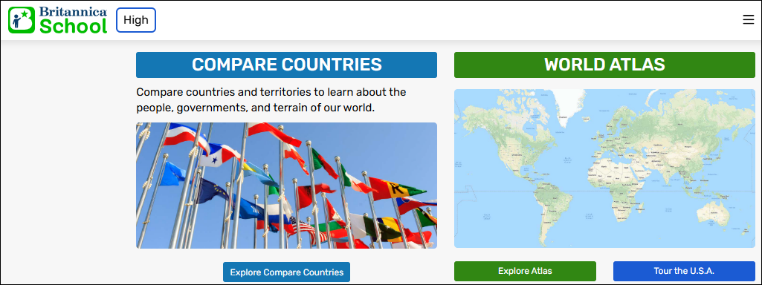 Britannica
School
High
COMPARE COUNTRIES
Compare countries and territories to learn about the
people, governments, and terrain of our world.
Explore Compare Countries
WORLD ATLAS
Explore Atlas
Tour the U.S.A.